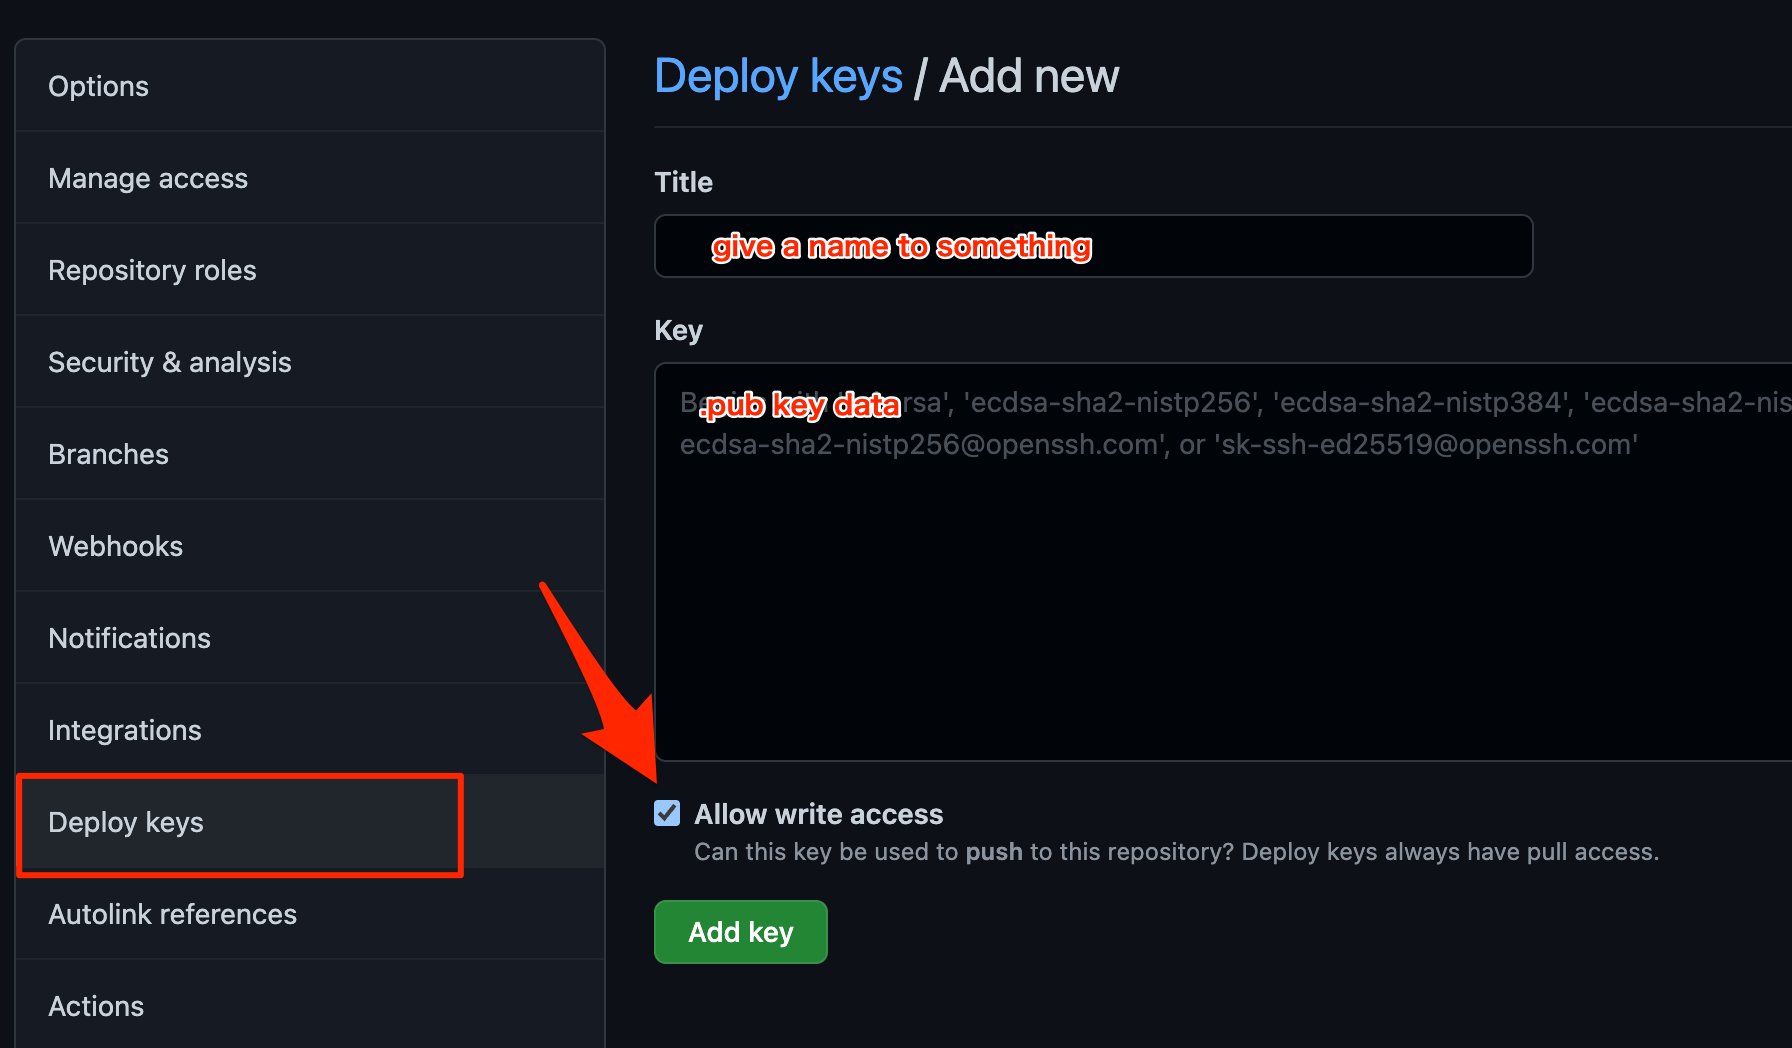 Options
Manage access
Repository roles
Security & analysis
Branches
Webhooks
Notifications
Integrations
Deploy keys
Autolink references
Actions
Deploy keys / Add new
Title
give a name to something
Key
.pub key data
rsa', 'ecdsa-sha2-nistp256', 'ecdsa-sha2-nistp384', 'ecdsa-sha2-nis
ecdsa-sha2-nistp256@openssh.com', or 'sk-ssh-ed25519@openssh.com'
Allow write access
Can this key be used to push to this repository? Deploy keys always have pull access.
Add key